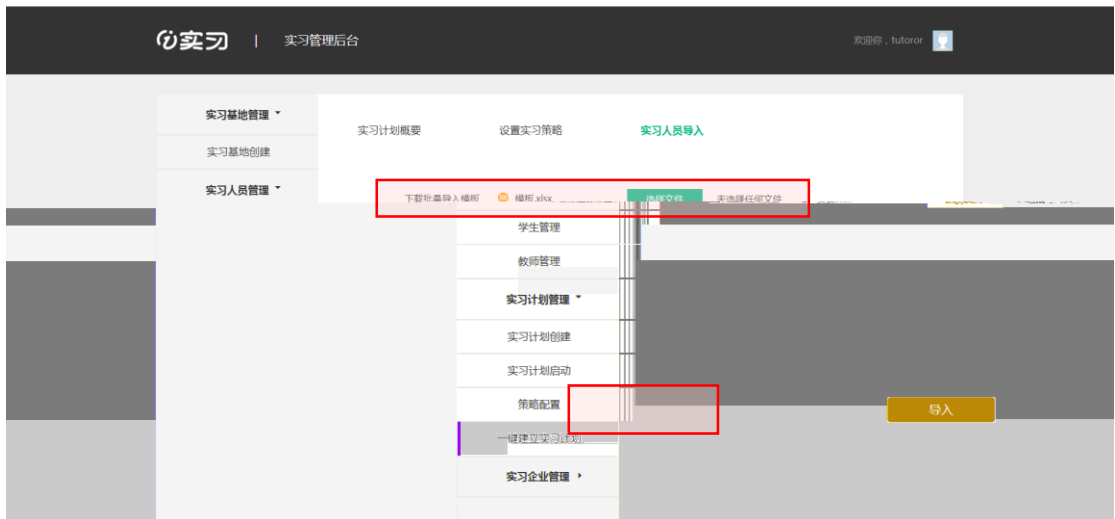 i实习 | 实习管理后台
欢迎你，tutoror
实习基地管理
实习基地创建
实习人员管理
实习计划概要 设置实习策略 实习人员导入
下载批量导入模板 模板.xlsx 选择文件 未选择任何文件
学生管理
教师管理
实习计划管理
实习计划创建
实习计划启动
策略配置
一键建立实习计划
实习企业管理
导入